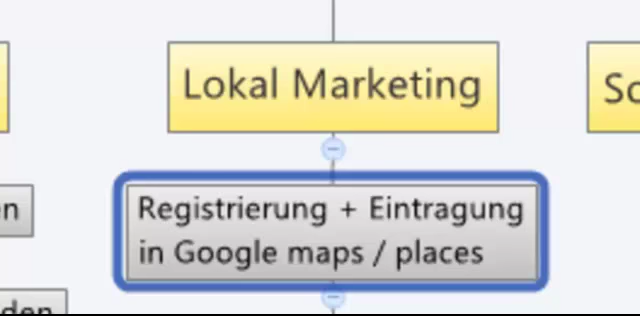 Lokal Marketing
Registrierung + Eintragung
in Google maps / places